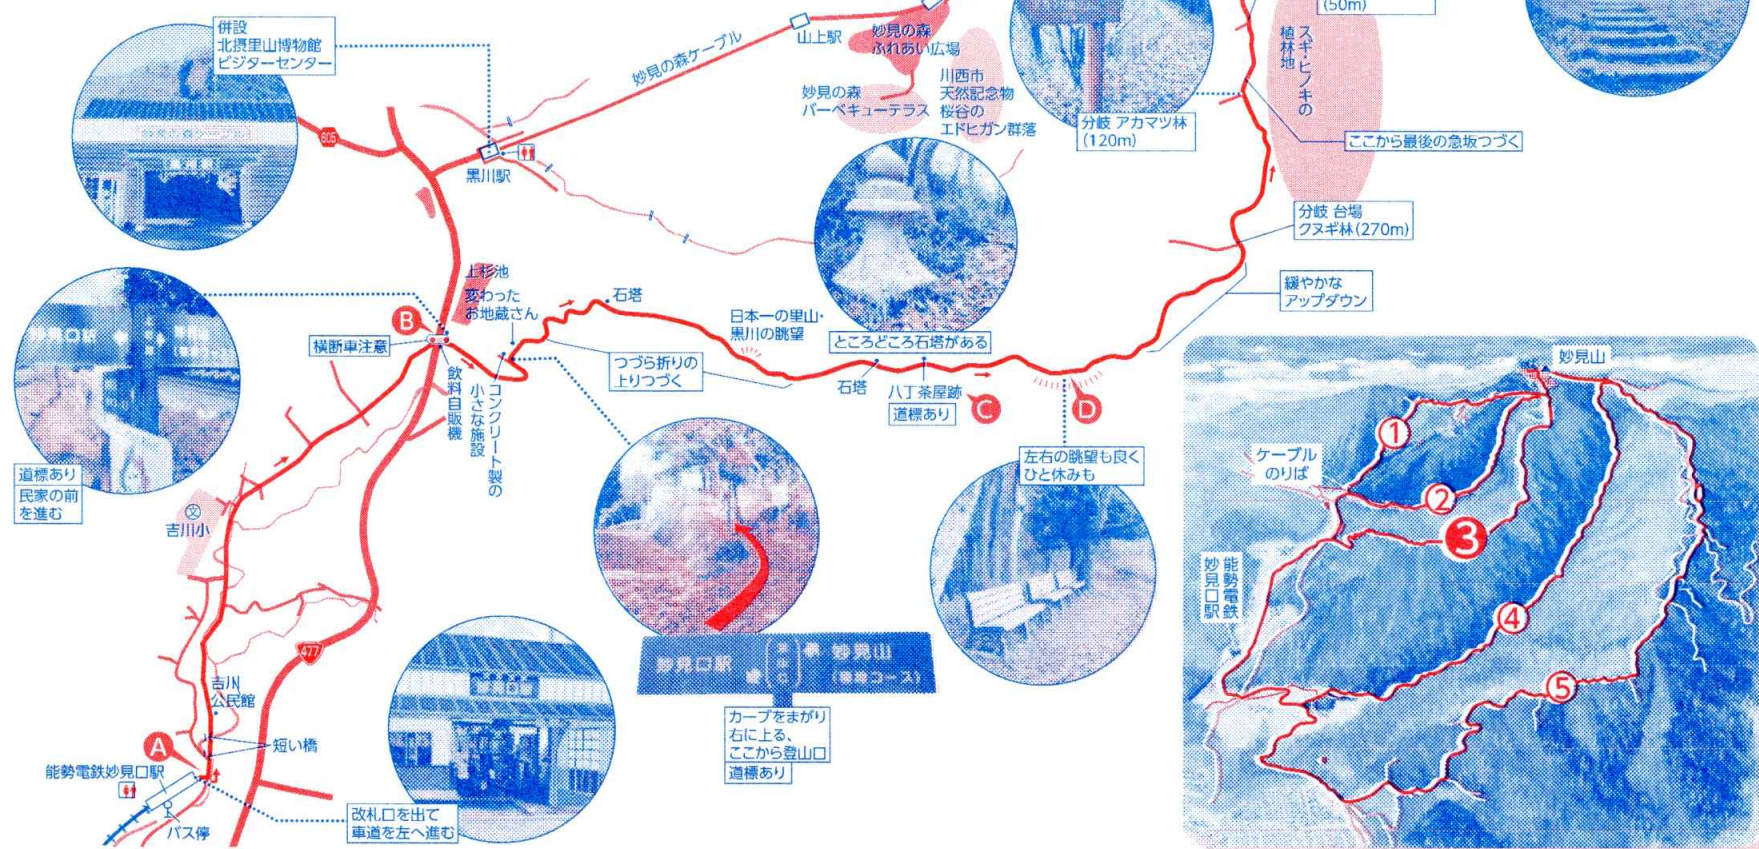 併設
北摂里山博物館
ビジターセンター
妙見の森ケーブル
山上駅
妙見の森
ふれあい広場
妙見の森
バーベキューテラス
川西市
天然記念物
桜谷の
エドヒガン群落
(50m)
スギ・ヒノキの
植林地
分岐 アカマツ林
(120m)
ここから最後の急坂つづく
605
黒川駅
分岐 台場
クヌギ林(270m)
緩やかな
アップダウン
上杉池
変わった
お地蔵さん
石塔
日本一の里山・
黒川の眺望
ところどころ石塔がある
B
横断車注意
つづら折りの
上りつづく
石塔
八丁茶屋跡
道標あり
C
D
飲料自販機
コンクリート製の
小さな施設
左右の眺望も良く
ひと休みも
妙見口駅
道標あり
民家の前
を進む
文
吉川小
477
吉川
公民館
短い橋
A
能勢電鉄妙見口駅
バス停
改札口を出て
車道を左へ進む
妙見口駅
妙見山
カーブをまがり
右に上る、
ここから登山口
道標あり
妙見山
①
ケーブル
のりば
②
③
能勢電鉄
妙見口駅
④
⑤